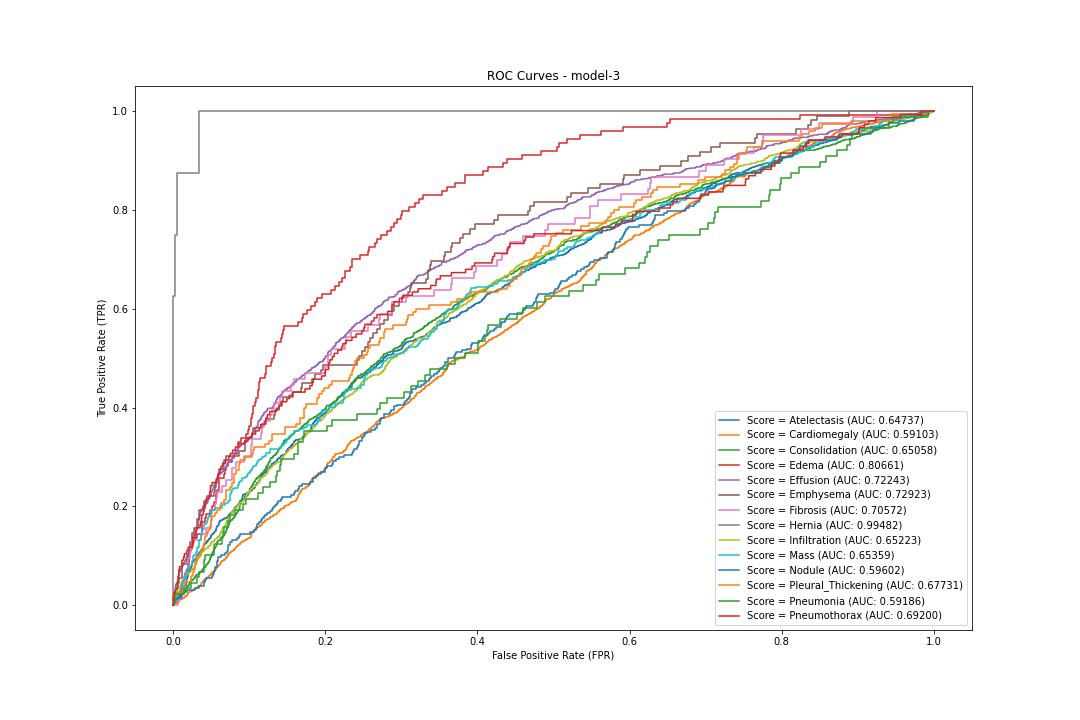 ROC Curves - model-3
True Positive Rate (TPR)
1.0
0.8
0.6
0.4
0.2
0.0
Score = Atelectasis (AUC: 0.64737)
Score = Cardiomegaly (AUC: 0.59103)
Score = Consolidation (AUC: 0.65058)
Score = Edema (AUC: 0.80661)
Score = Effusion (AUC: 0.72243)
Score = Emphysema (AUC: 0.72923)
Score = Fibrosis (AUC: 0.70572)
Score = Hernia (AUC: 0.99482)
Score = Infiltration (AUC: 0.65223)
Score = Mass (AUC: 0.65359)
Score = Nodule (AUC: 0.59602)
Score = Pleural_Thickening (AUC: 0.67731)
Score = Pneumonia (AUC: 0.59186)
Score = Pneumothorax (AUC: 0.69200)
0.0 0.2 0.4 0.6 0.8 1.0
False Positive Rate (FPR)